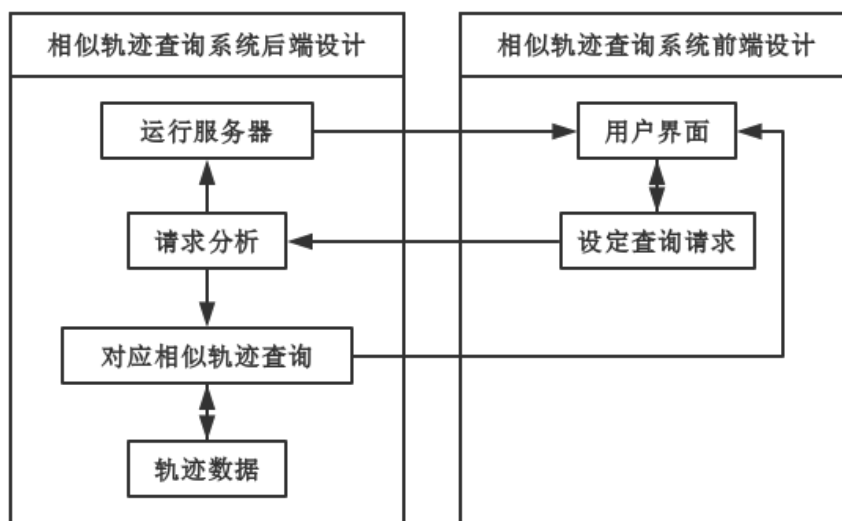 相似轨迹查询系统后端设计
相似轨迹查询系统前端设计
运行服务器
用户界面
请求分析
设定查询请求
对应相似轨迹查询
轨迹数据